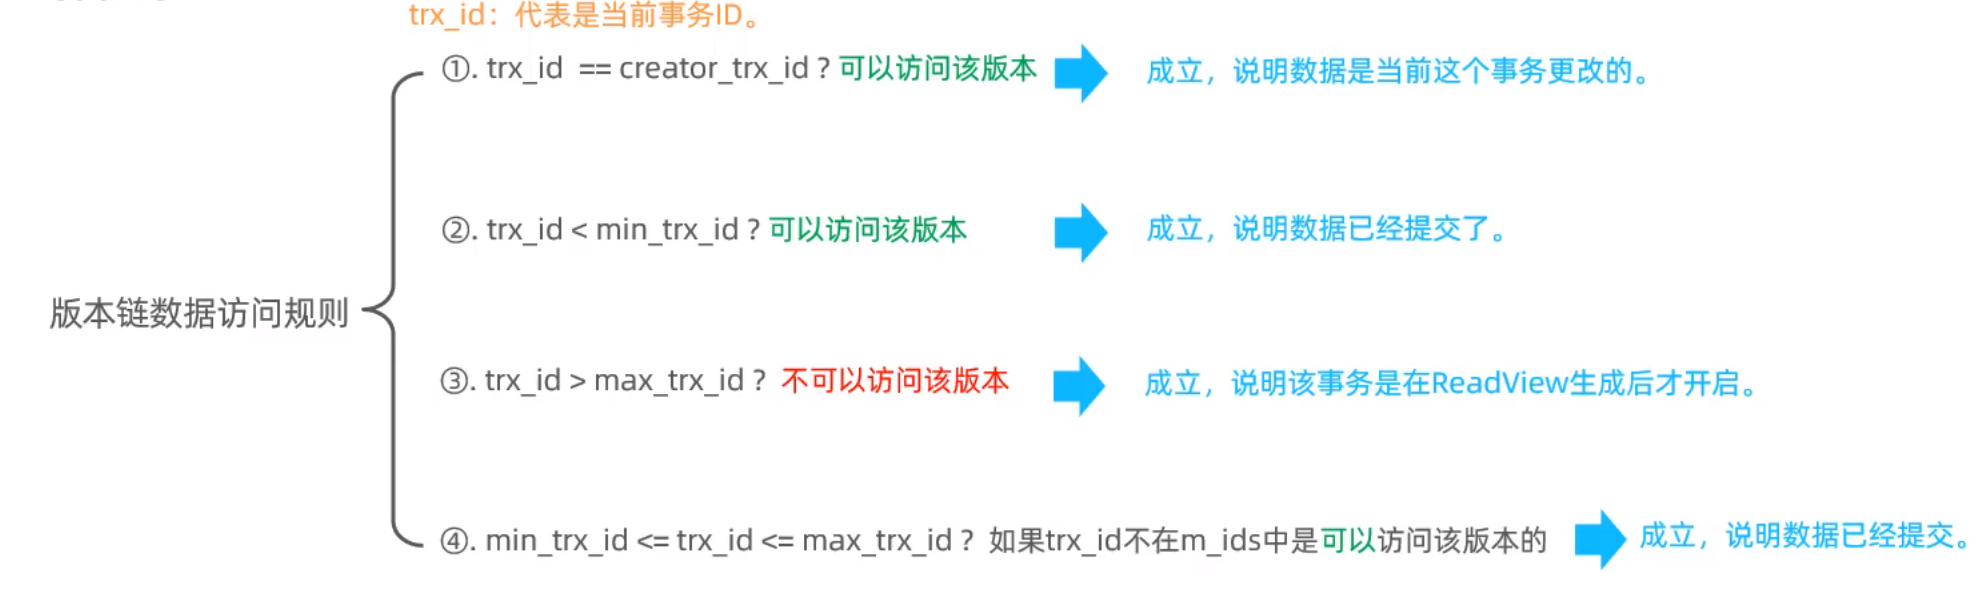 trx_id：代表是当前事务ID。
①. trx_id == creator_trx_id ? 可以访问该版本 成立，说明数据是当前这个事务更改的。
②. trx_id < min_trx_id ? 可以访问该版本 成立，说明数据已经提交了。
版本链数据访问规则
③. trx_id > max_trx_id ? 不可以访问该版本 成立，说明该事务是在ReadView生成后才开启。
④. min_trx_id <= trx_id <= max_trx_id ? 如果trx_id不在m_ids中是可以访问该版本的 成立，说明数据已经提交。